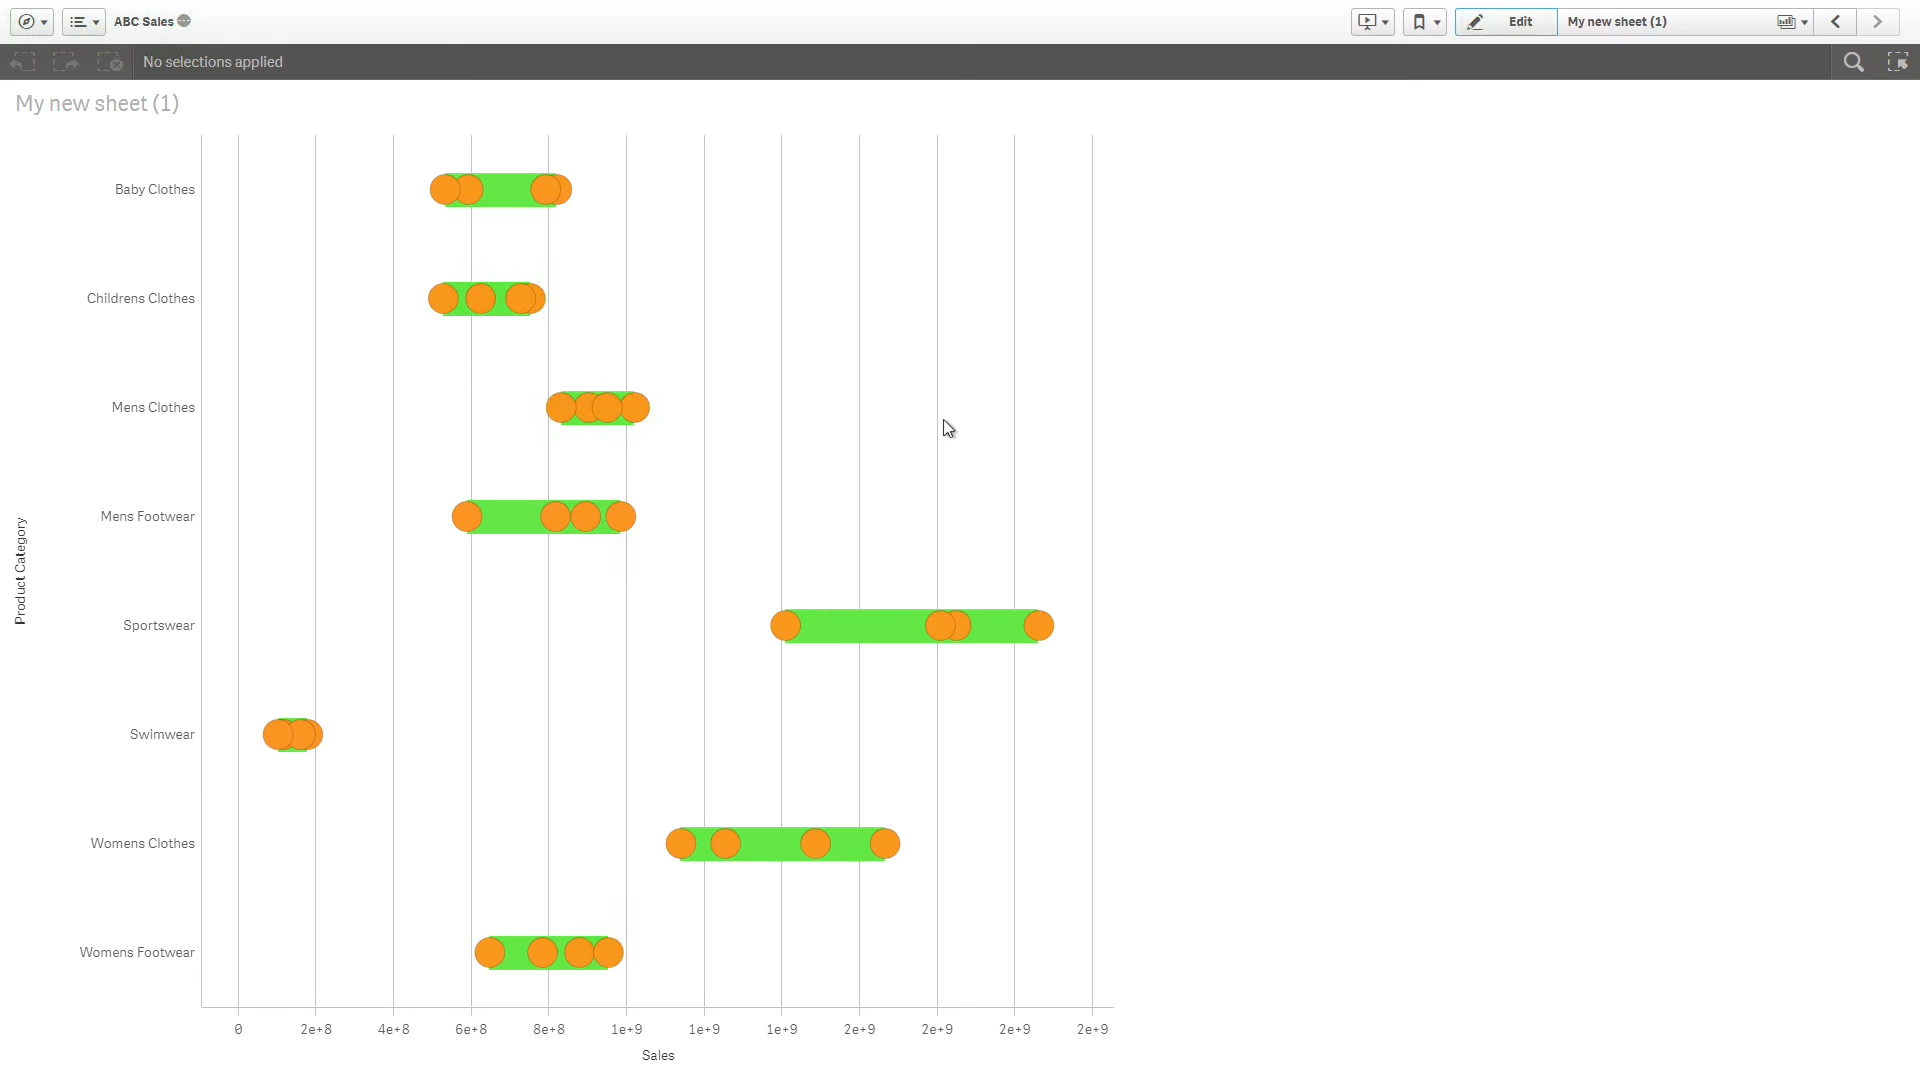 ABC Sales
Edit
My new sheet (1)
No selections applied
My new sheet (1)
Product Category
Baby Clothes
Childrens Clothes
Mens Clothes
Mens Footwear
Sportswear
Swimwear
Womens Clothes
Womens Footwear
0 2e+8 4e+8 6e+8 8e+8 1e+9 1e+9 1e+9 2e+9 2e+9 2e+9 2e+9
Sales